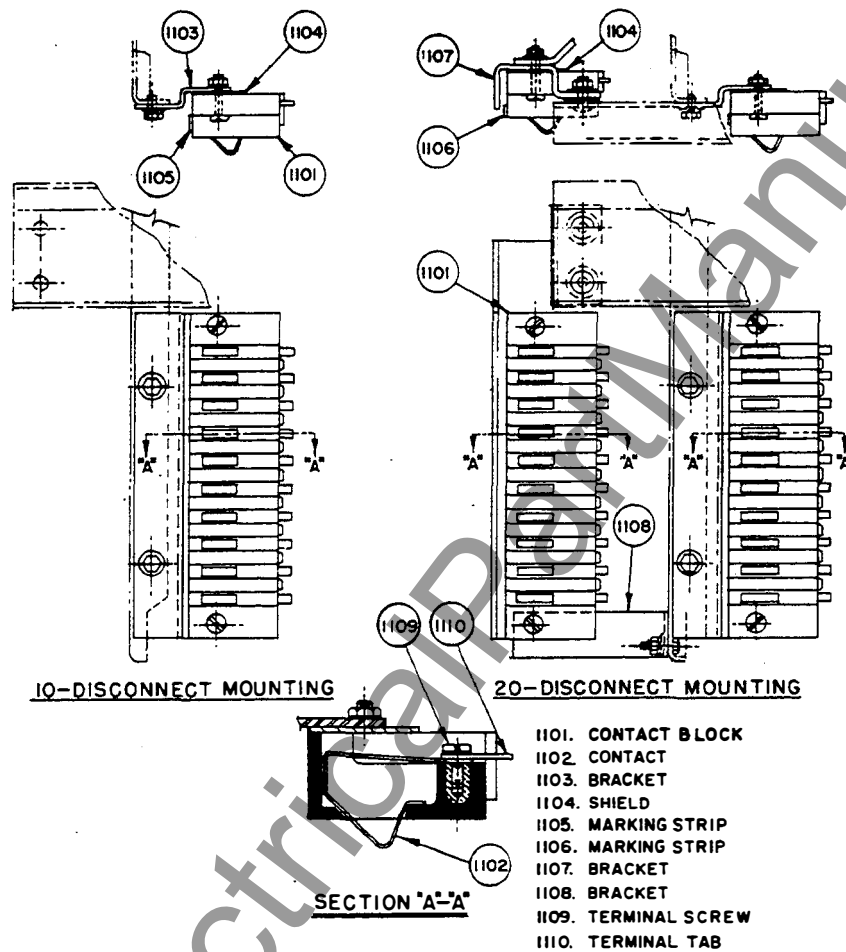 1103
1104
1105
1101
1107
1104
1106
1101
"A"
"A"
"A"
"A"
"A"
"A"
1108
1109
1110
10-DISCONNECT MOUNTING
20-DISCONNECT MOUNTING
1102
SECTION "A"-"A"
1101. CONTACT BLOCK
1102 CONTACT
1103. BRACKET
1104. SHIELD
1105. MARKING STRIP
1106. MARKING STRIP
1107. BRACKET
1108. BRACKET
1109. TERMINAL SCREW
1110. TERMINAL TAB
ctricalPartManu